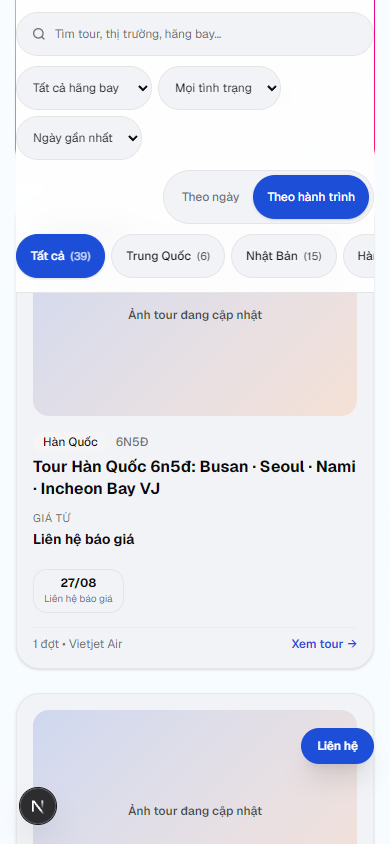 Tìm tour, thị trường, hãng bay...
Tất cả hãng bay
Mọi tình trạng
Ngày gần nhất
Theo ngày
Theo hành trình
Tất cả (39)
Trung Quốc (6)
Nhật Bản (15)
Ảnh tour đang cập nhật
Hàn Quốc
6N5Đ
Tour Hàn Quốc 6n5đ: Busan · Seoul · Nami
· Incheon Bay VJ
GIÁ TỪ
Liên hệ báo giá
27/08
Liên hệ báo giá
1 đợt • Vietjet Air
Xem tour →
Liên hệ
N
Ảnh tour đang cập nhật